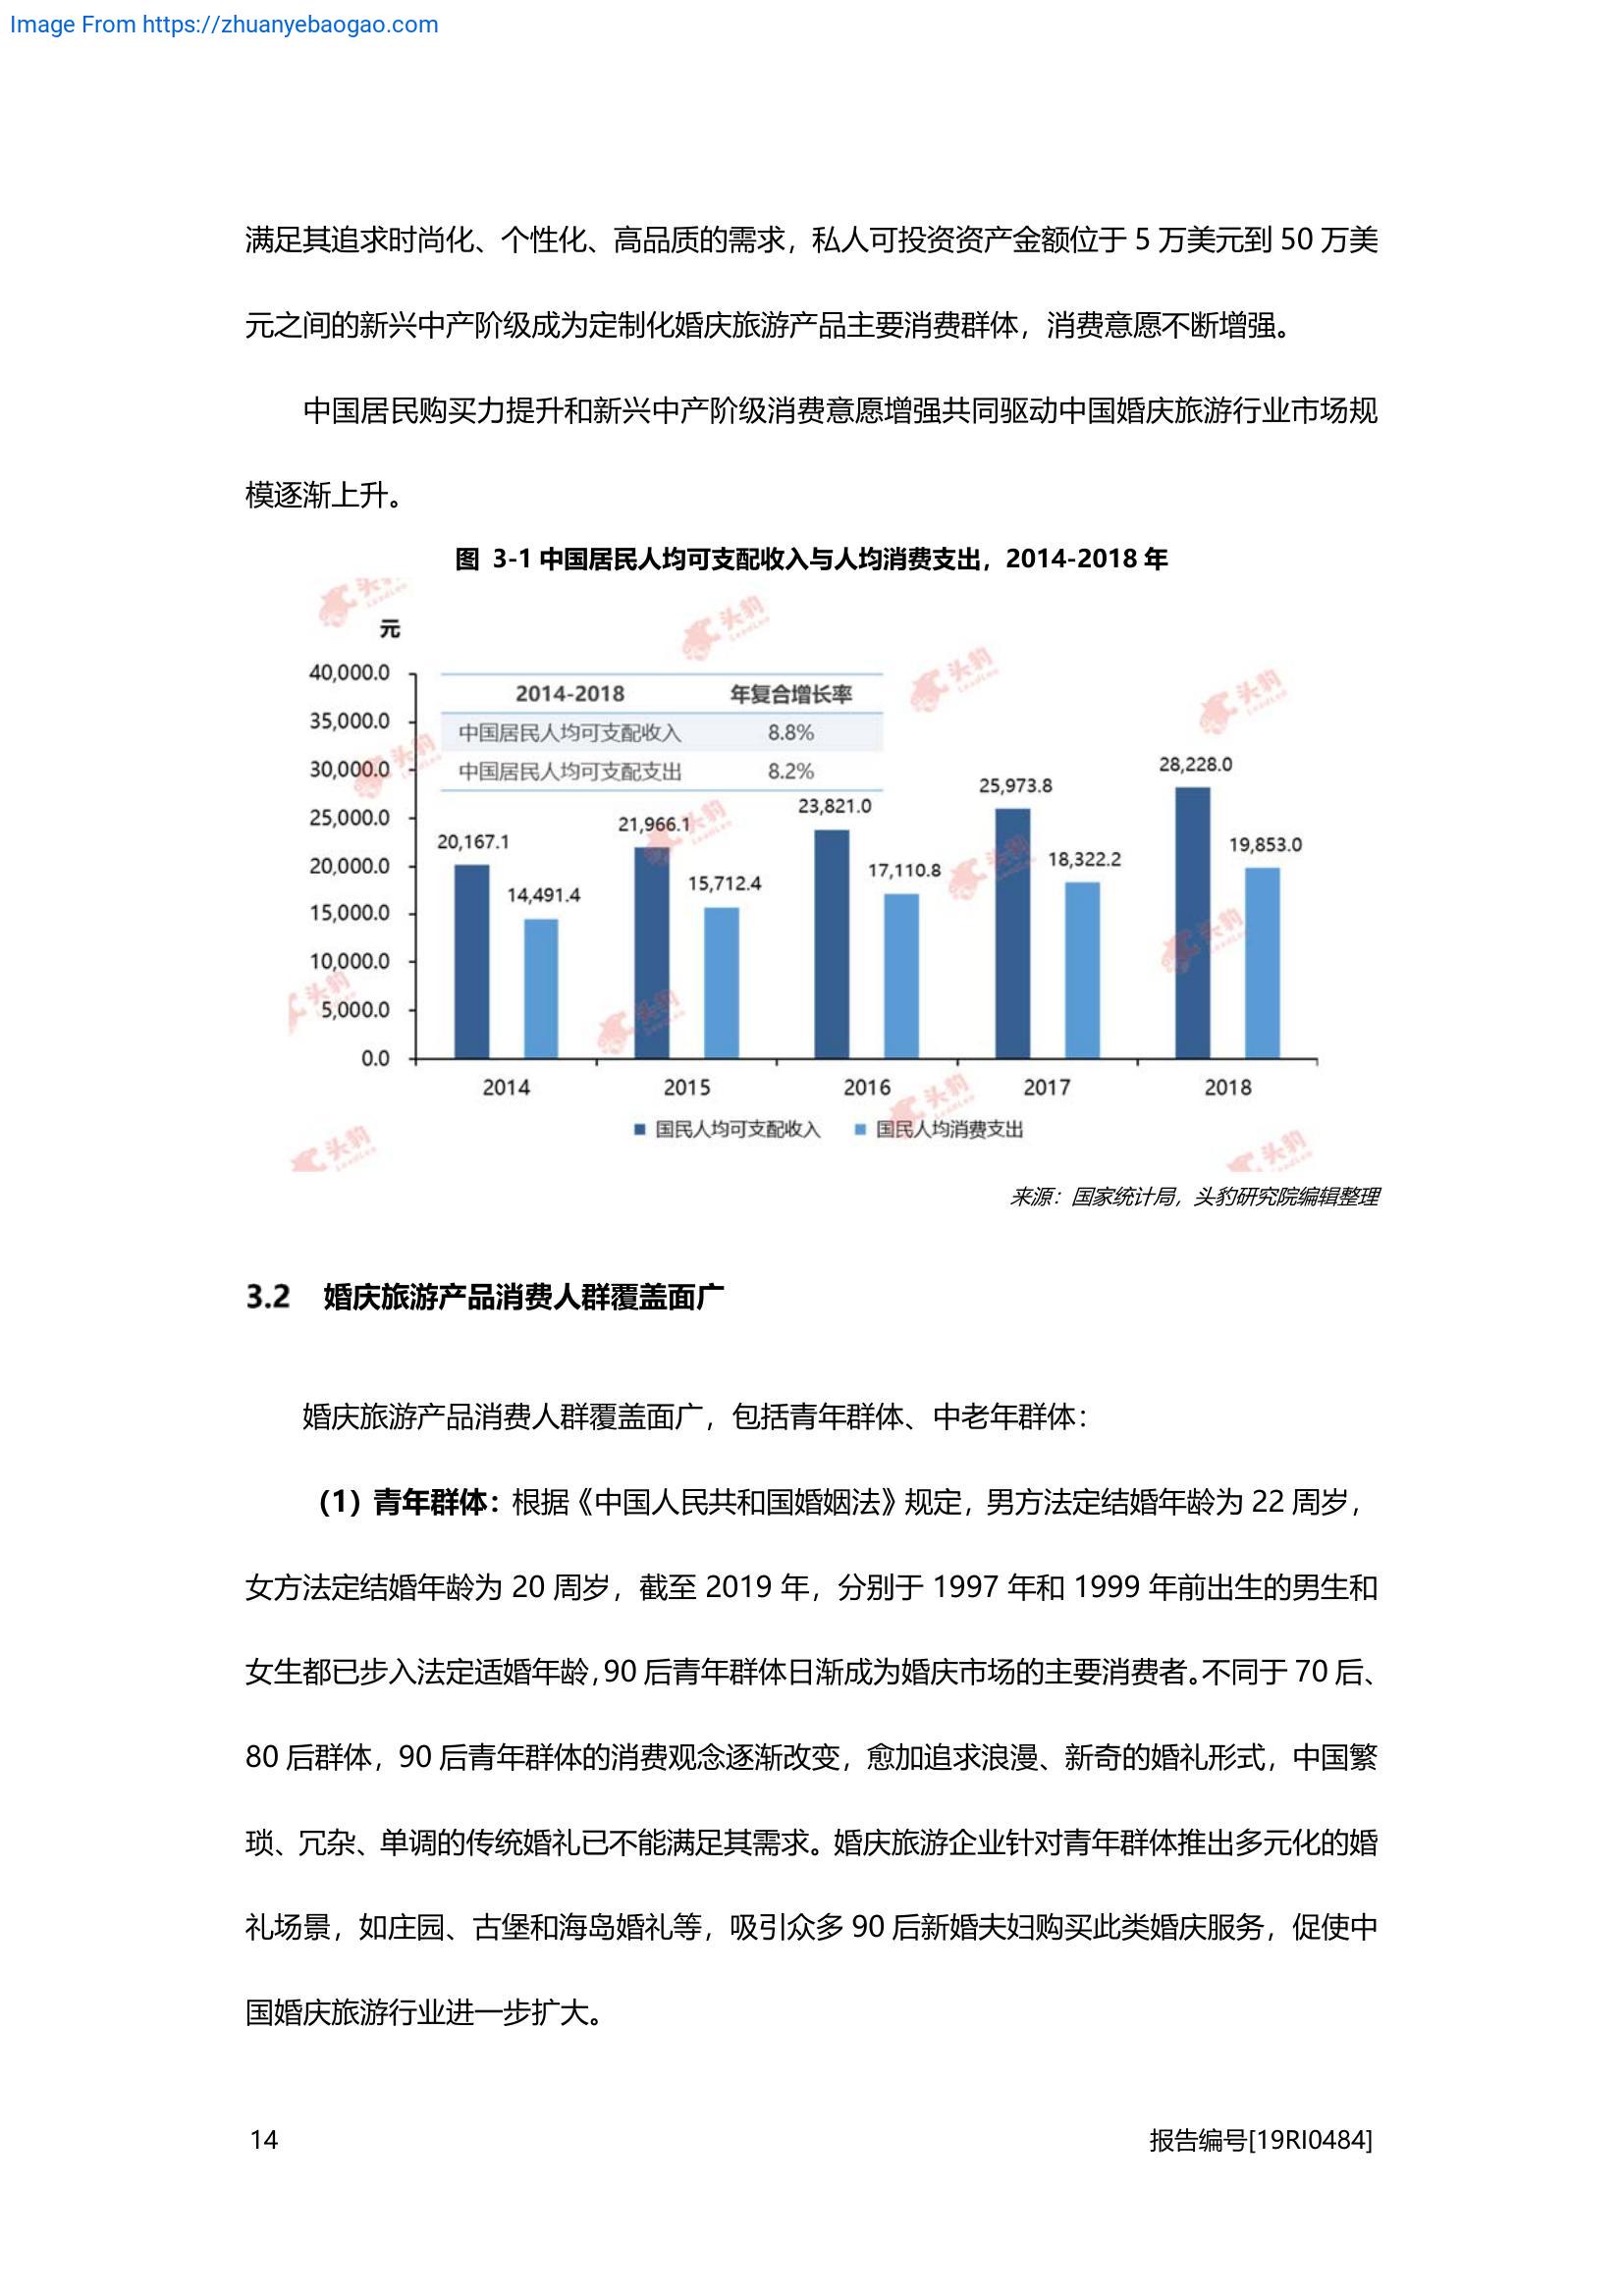 Image From https://zhuanyebaogao.com
满足其追求时尚化、个性化、高品质的需求，私人可投资资产金额位于 5 万美元到 50 万美
元之间的新兴中产阶级成为定制化婚庆旅游产品主要消费群体，消费意愿不断增强。
中国居民购买力提升和新兴中产阶级消费意愿增强共同驱动中国婚庆旅游行业市场规
模逐渐上升。
图 3-1 中国居民人均可支配收入与人均消费支出，2014-2018 年
元
40,000.0
35,000.0
30,000.0
25,000.0
20,000.0
15,000.0
10,000.0
5,000.0
0.0
2014-2018 年复合增长率
中国居民人均可支配收入 8.8%
中国居民人均可支配支出 8.2%
20,167.1
14,491.4
21,966.1
15,712.4
23,821.0
17,110.8
25,973.8
18,322.2
28,228.0
19,853.0
2014 2015 2016 2017 2018
国民人均可支配收入 国民人均消费支出
头豹
LeadLeo
来源：国家统计局，头豹研究院编辑整理
3.2 婚庆旅游产品消费人群覆盖面广
婚庆旅游产品消费人群覆盖面广，包括青年群体、中老年群体：
（1）青年群体：根据《中国人民共和国婚姻法》规定，男方法定结婚年龄为 22 周岁，
女方法定结婚年龄为 20 周岁，截至 2019 年，分别于 1997 年和 1999 年前出生的男生和
女生都已步入法定适婚年龄，90 后青年群体日渐成为婚庆市场的主要消费者。不同于 70 后、
80 后群体，90 后青年群体的消费观念逐渐改变，愈加追求浪漫、新奇的婚礼形式，中国繁
琐、冗杂、单调的传统婚礼已不能满足其需求。婚庆旅游企业针对青年群体推出多元化的婚
礼场景，如庄园、古堡和海岛婚礼等，吸引众多 90 后新婚夫妇购买此类婚庆服务，促使中
国婚庆旅游行业进一步扩大。
14 报告编号[19RI0484]